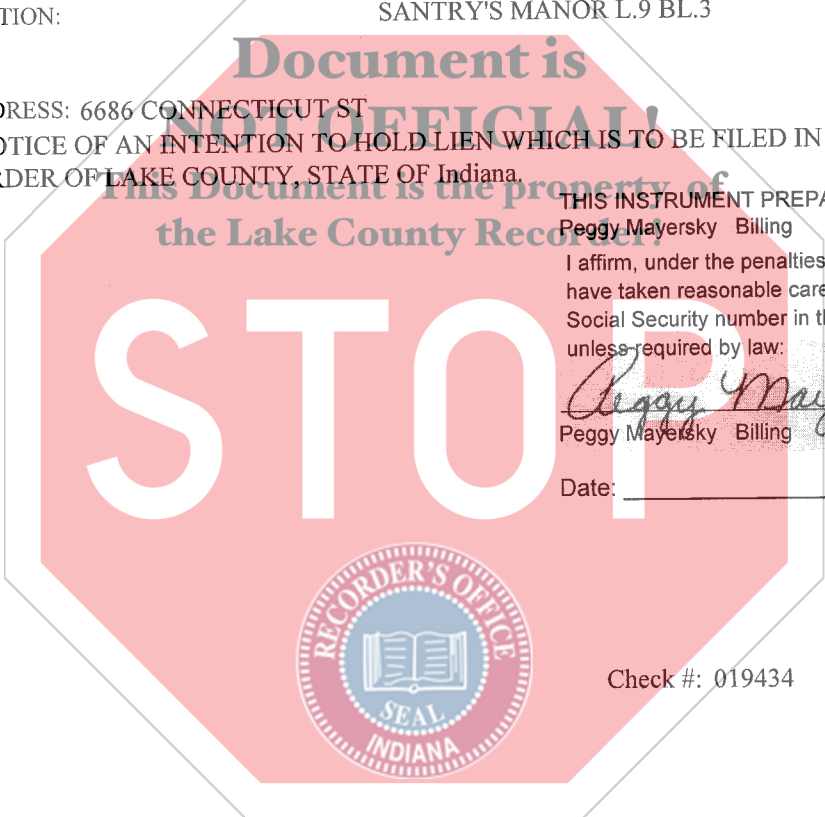 TION:
SANTRY'S MANOR L.9 BL.3
Document is
DRESS: 6686 CONNECTICUT ST
NOT OFFICIAL!
OTICE OF AN INTENTION TO HOLD LIEN WHICH IS TO BE FILED IN
RDER OF LAKE COUNTY, STATE OF Indiana.
This Document is the property of
the Lake County Recorder!
THIS INSTRUMENT PREPA
Peggy Mayersky Billing
I affirm, under the penalties
have taken reasonable care
Social Security number in th
unless required by law:
STOP
Peggy May
Peggy Mayersky Billing
Date:
RECORDER'S OFFICE
SEAL
INDIANA
Check #: 019434